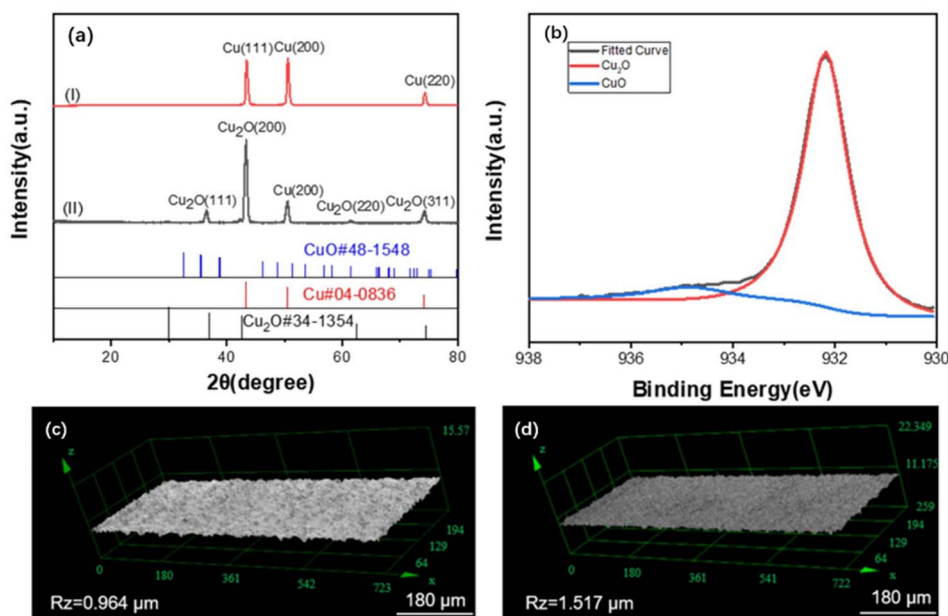 (a)
Cu(111)
Cu(200)
Cu(220)
(I)
Cu₂O(200)
Cu₂O(111)
Cu(200)
Cu₂O(220)
Cu₂O(311)
(II)
CuO#48-1548
Cu#04-0836
Cu₂O#34-1354
20
40
60
80
2θ(degree)
Intensity(a.u.)
(b)
Fitted Curve
Cu₂O
CuO
Intensity(a.u.)
938
936
934
932
930
Binding Energy(eV)
(c)
z
15.57
194
129
64
x
0
180
361
542
723
Rz=0.964 μm
180 μm
(d)
z
22.349
11.175
259
194
129
64
x
0
180
361
541
722
Rz=1.517 μm
180 μm